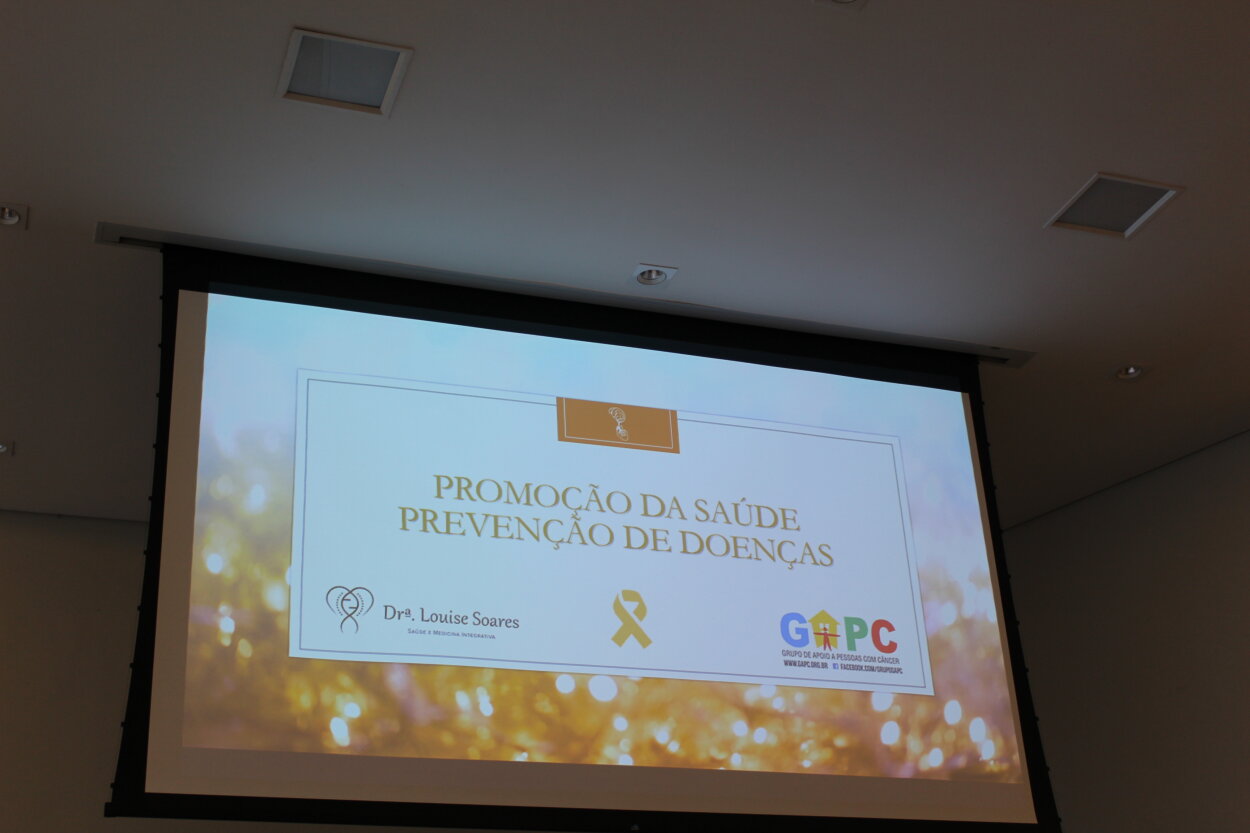 PROMOÇÃO DA SAÚDE
PREVENÇÃO DE DOENÇAS
Drª. Louise Soares
SAÚDE E MEDICINA INTEGRATIVA
GAPC
GRUPO DE APOIO A PESSOAS COM CÂNCER
WWW.GAPC.ORG.BR FACEBOOK.COM/GRUPOGAPC